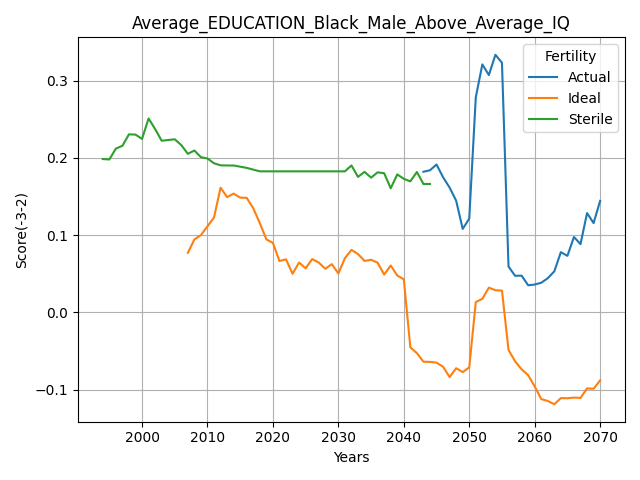 Average_EDUCATION_Black_Male_Above_Average_IQ
Fertility
Actual
Ideal
Sterile
Score(-3-2)
0.3
0.2
0.1
0.0
−0.1
2000 2010 2020 2030 2040 2050 2060 2070
Years